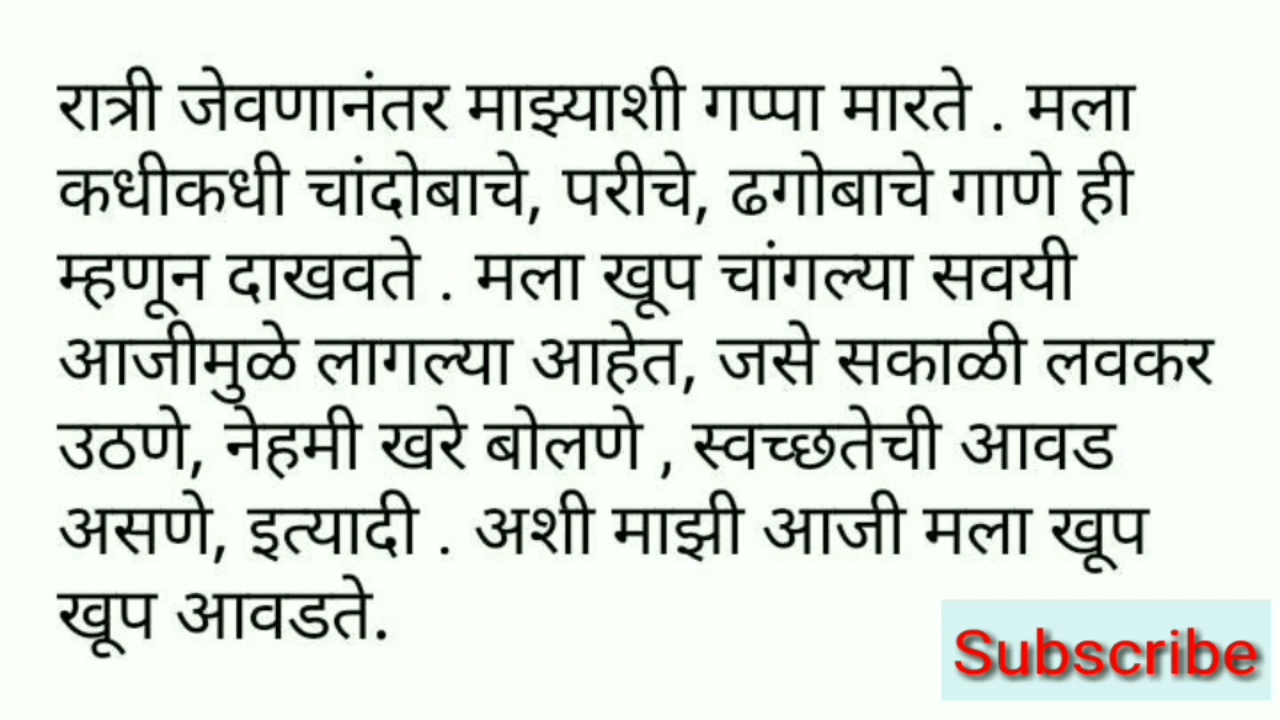 रात्री जेवणानंतर माझ्याशी गप्पा मारते . मला
कधीकधी चांदोबाचे, परीचे, ढगोबाचे गाणे ही
म्हणून दाखवते . मला खूप चांगल्या सवयी
आजीमुळे लागल्या आहेत, जसे सकाळी लवकर
उठणे, नेहमी खरे बोलणे , स्वच्छतेची आवड
असणे, इत्यादी . अशी माझी आजी मला खूप
खूप आवडते.
Subscribe